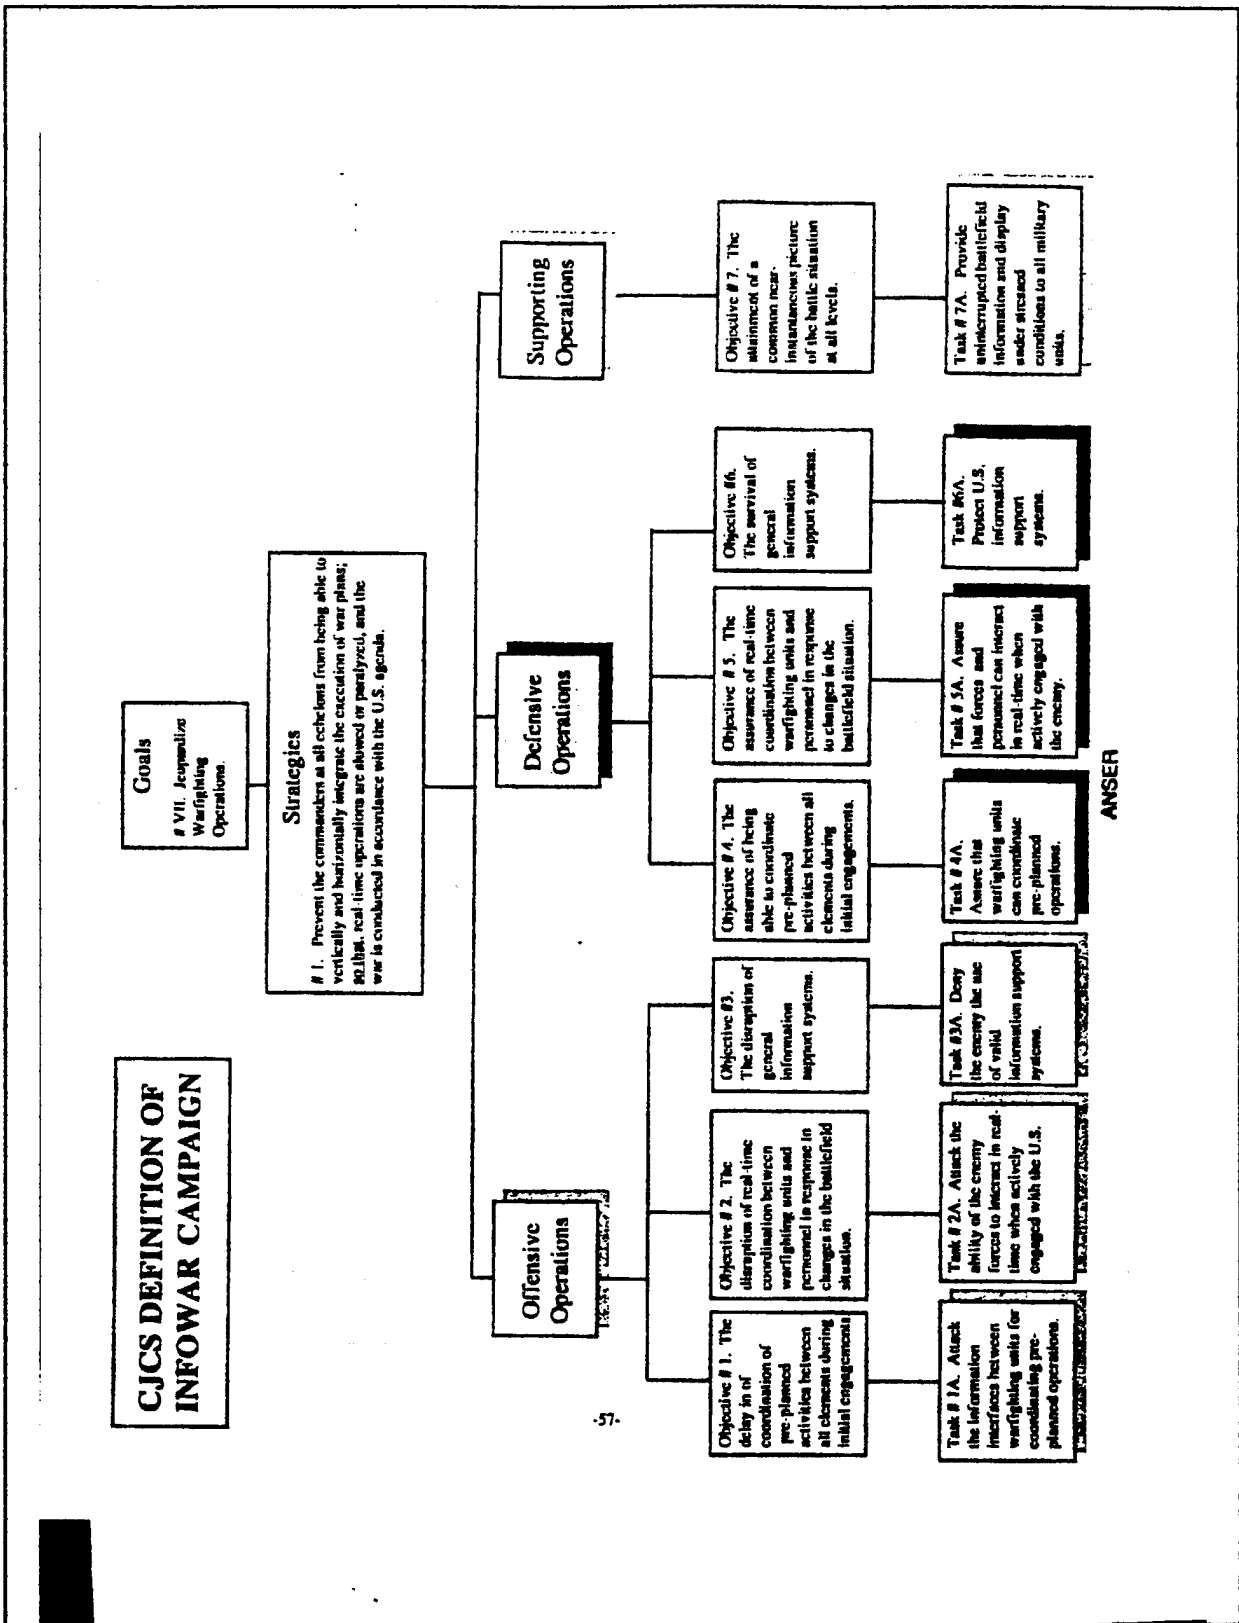 CJCS DEFINITION OF
INFOWAR CAMPAIGN
Goals
# VII. Jeopardize
Warfighting
Operations.
Strategies
# 1. Prevent the commanders at all echelons from being able to
vertically and horizontally integrate the execution of war plans;
so that, real-time operations are slowed or paralyzed, and the
war is conducted in accordance with the U.S. agenda.
Offensive
Operations
Defensive
Operations
Supporting
Operations
Objective # 1. The
delay in of
coordination of
pre-planned
activities between
all elements during
initial engagements
Objective # 2. The
disruption of real-time
coordination between
warfighting units and
personnel in response in
changes in the battlefield
situation.
Objective #3.
The disruption of
general
information
support systems.
Objective # 4. The
assurance of being
able to coordinate
pre-planned
activities between all
elements during
initial engagements.
Objective # 5. The
assurance of real-time
coordination between
warfighting units and
personnel in response
to changes in the
battlefield situation.
Objective #6.
The survival of
general
information
support systems.
Objective # 7. The
attainment of a
common near-
instantaneous picture
of the battle situation
at all levels.
Task # 1A. Attack
the information
interfaces between
warfighting units for
coordinating pre-
planned operations.
Task # 2A. Attack the
ability of the enemy
forces to interact in real-
time when actively
engaged with the U.S.
Task #3A. Deny
the enemy the use
of valid
information support
systems.
Task # 4A.
Assure that
warfighting units
can coordinate
pre-planned
operations.
Task # 5A. Assure
that forces and
personnel can interact
in real-time when
actively engaged with
the enemy.
Task #6A.
Protect U.S.
information
support
systems.
Task # 7A. Provide
uninterrupted battlefield
information and display
under stressed
conditions to all military
units.
-57-
ANSER